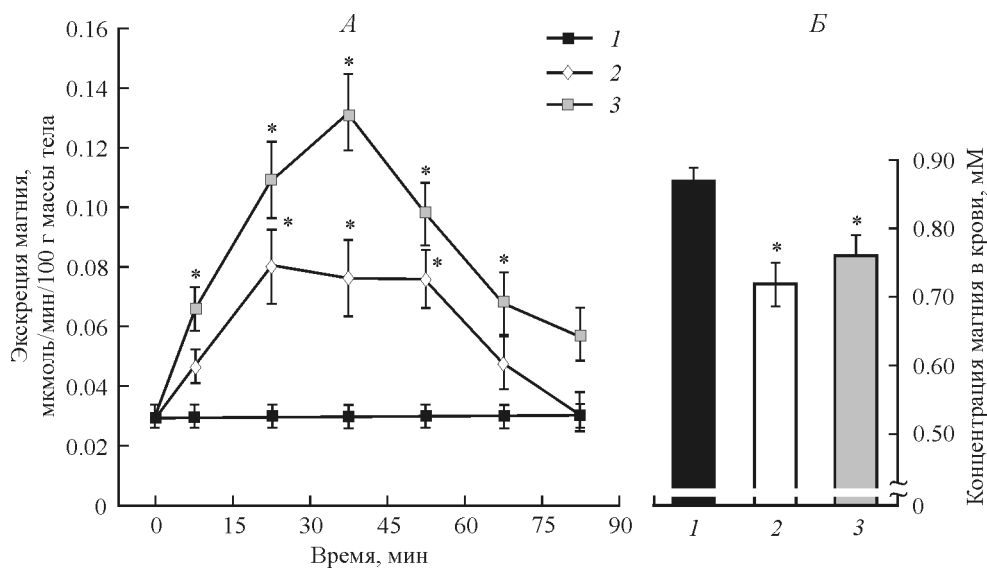 А
Б
1
2
3
Экскреция магния,
мкмоль/мин/100 г массы тела
0.16
0.14
0.12
0.10
0.08
0.06
0.04
0.02
0
* * * * * *
* * *
0 15 30 45 60 75 90
Время, мин
* *
1 2 3
0.90
0.80
0.70
0.60
0.50
0
Концентрация магния в крови, мМ